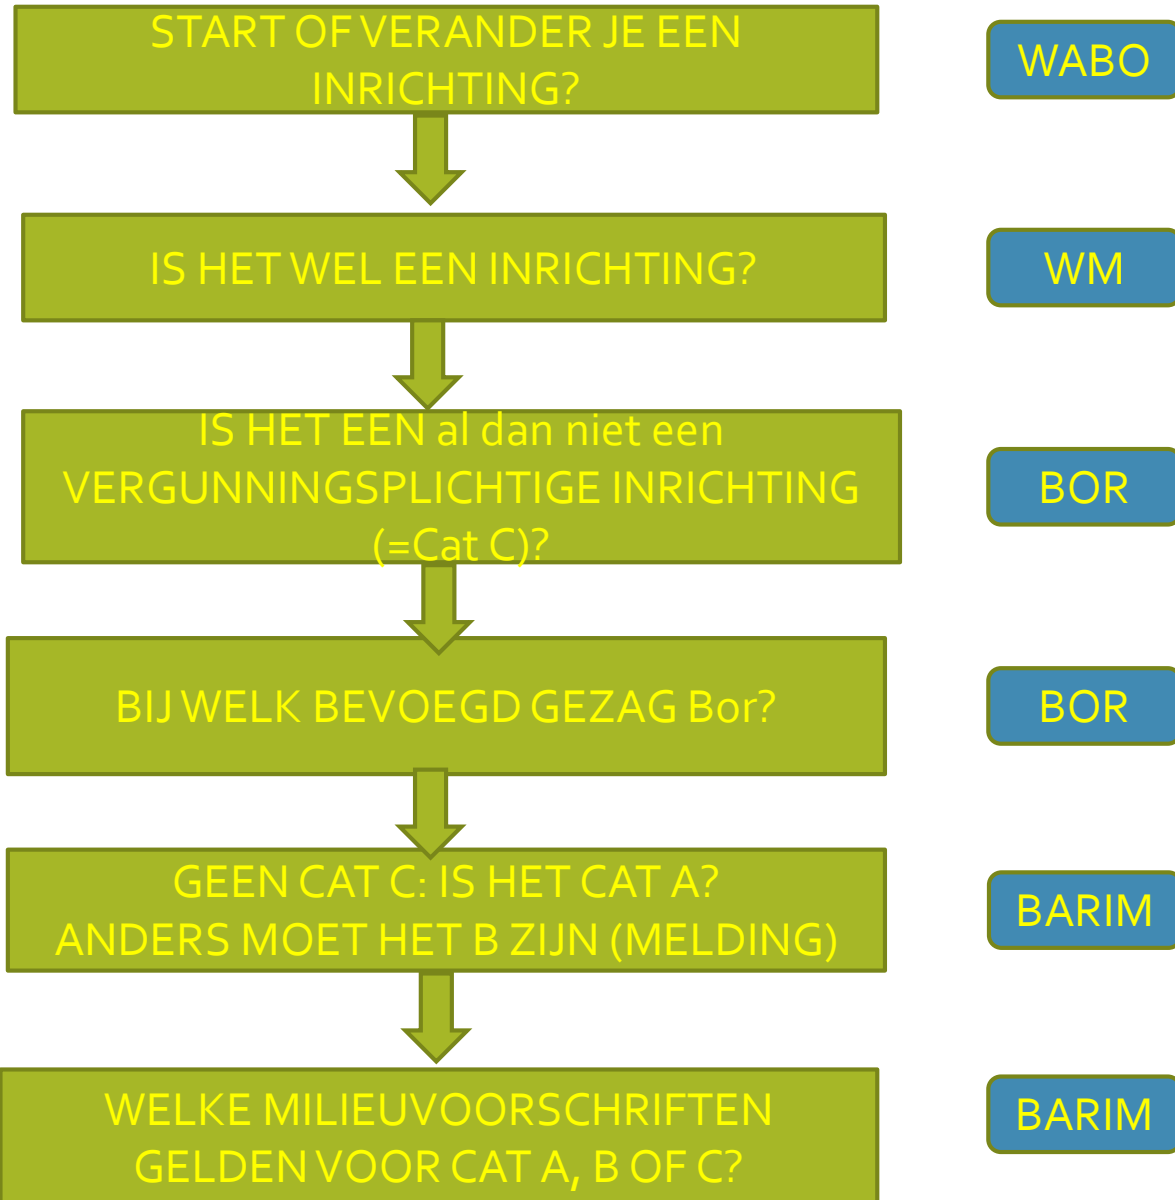 START OF VERANDER JE EEN
INRICHTING?
WABO
IS HET WEL EEN INRICHTING?
WM
IS HET EEN al dan niet een
VERGUNNINGSPLICHTIGE INRICHTING
(=Cat C)?
BOR
BIJ WELK BEVOEGD GEZAG Bor?
BOR
GEEN CAT C: IS HET CAT A?
ANDERS MOET HET B ZIJN (MELDING)
BARIM
WELKE MILIEUVOORSCHRIFTEN
GELDEN VOOR CAT A, B OF C?
BARIM